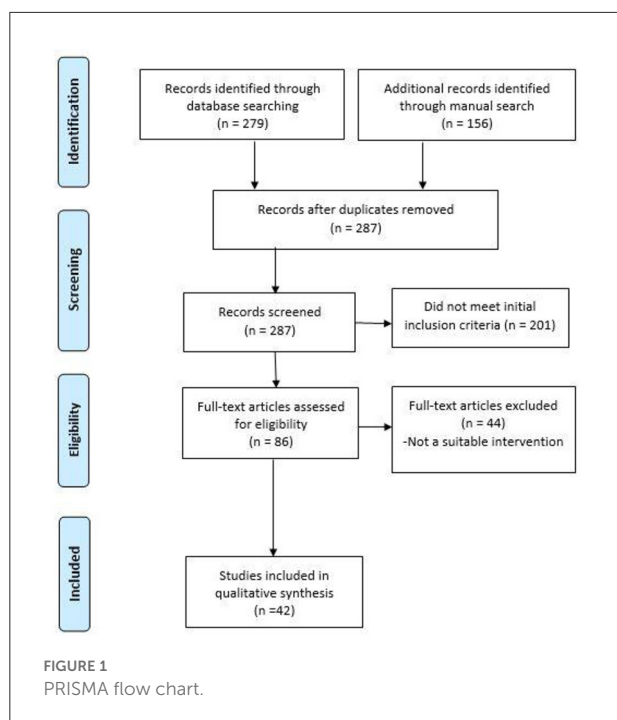 Identification
Records identified through
database searching
(n = 279)
Additional records identified
through manual search
(n = 156)
Records after duplicates removed
(n = 287)
Screening
Records screened
(n = 287)
Did not meet initial
inclusion criteria (n = 201)
Eligibility
Full-text articles assessed
for eligibility
(n = 86)
Full-text articles excluded
(n = 44)
-Not a suitable intervention
Included
Studies included in
qualitative synthesis
(n =42)
FIGURE 1
PRISMA flow chart.